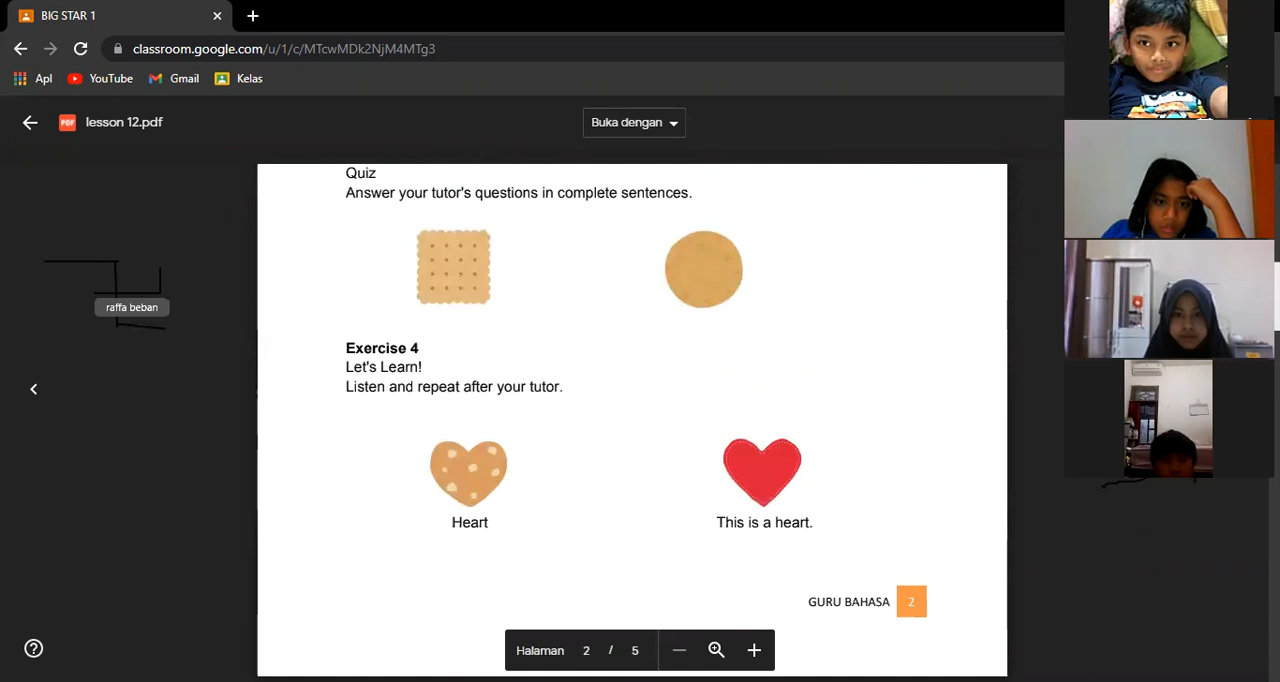 BIG STAR 1
classroom.google.com/u/1/c/MTcwMDk2NjM4MTg3
Apl YouTube Gmail Kelas
PDF lesson 12.pdf
Buka dengan
Quiz
Answer your tutor's questions in complete sentences.
raffa beban
Exercise 4
Let's Learn!
Listen and repeat after your tutor.
Heart This is a heart.
GURU BAHASA 2
Halaman 2 / 5